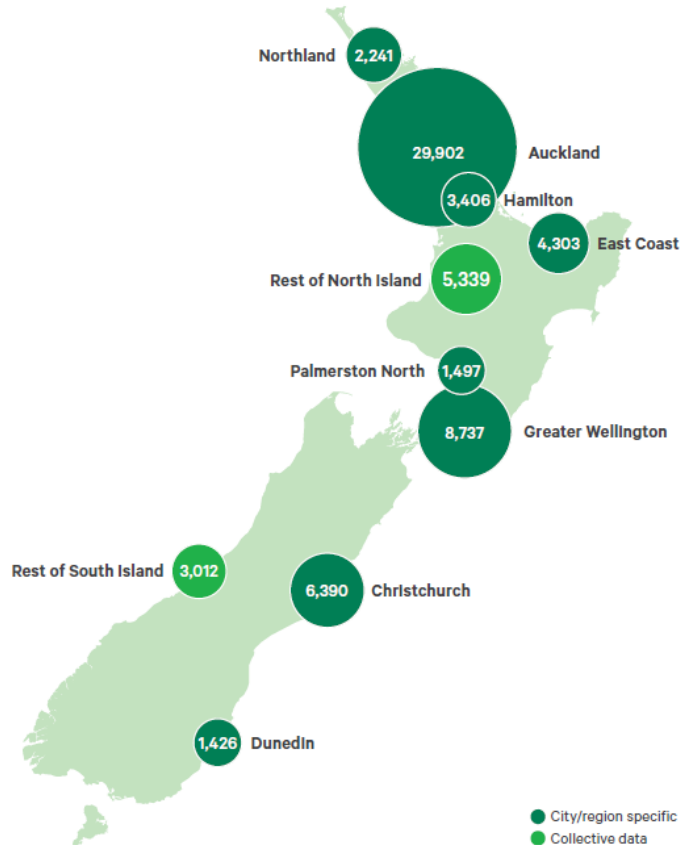 Northland
2,241
29,902
Auckland
3,406
Hamilton
4,303
East Coast
Rest of North Island
5,339
Palmerston North
1,497
8,737
Greater Wellington
Rest of South Island
3,012
6,390
Christchurch
1,426
Dunedin
City/region specific
Collective data